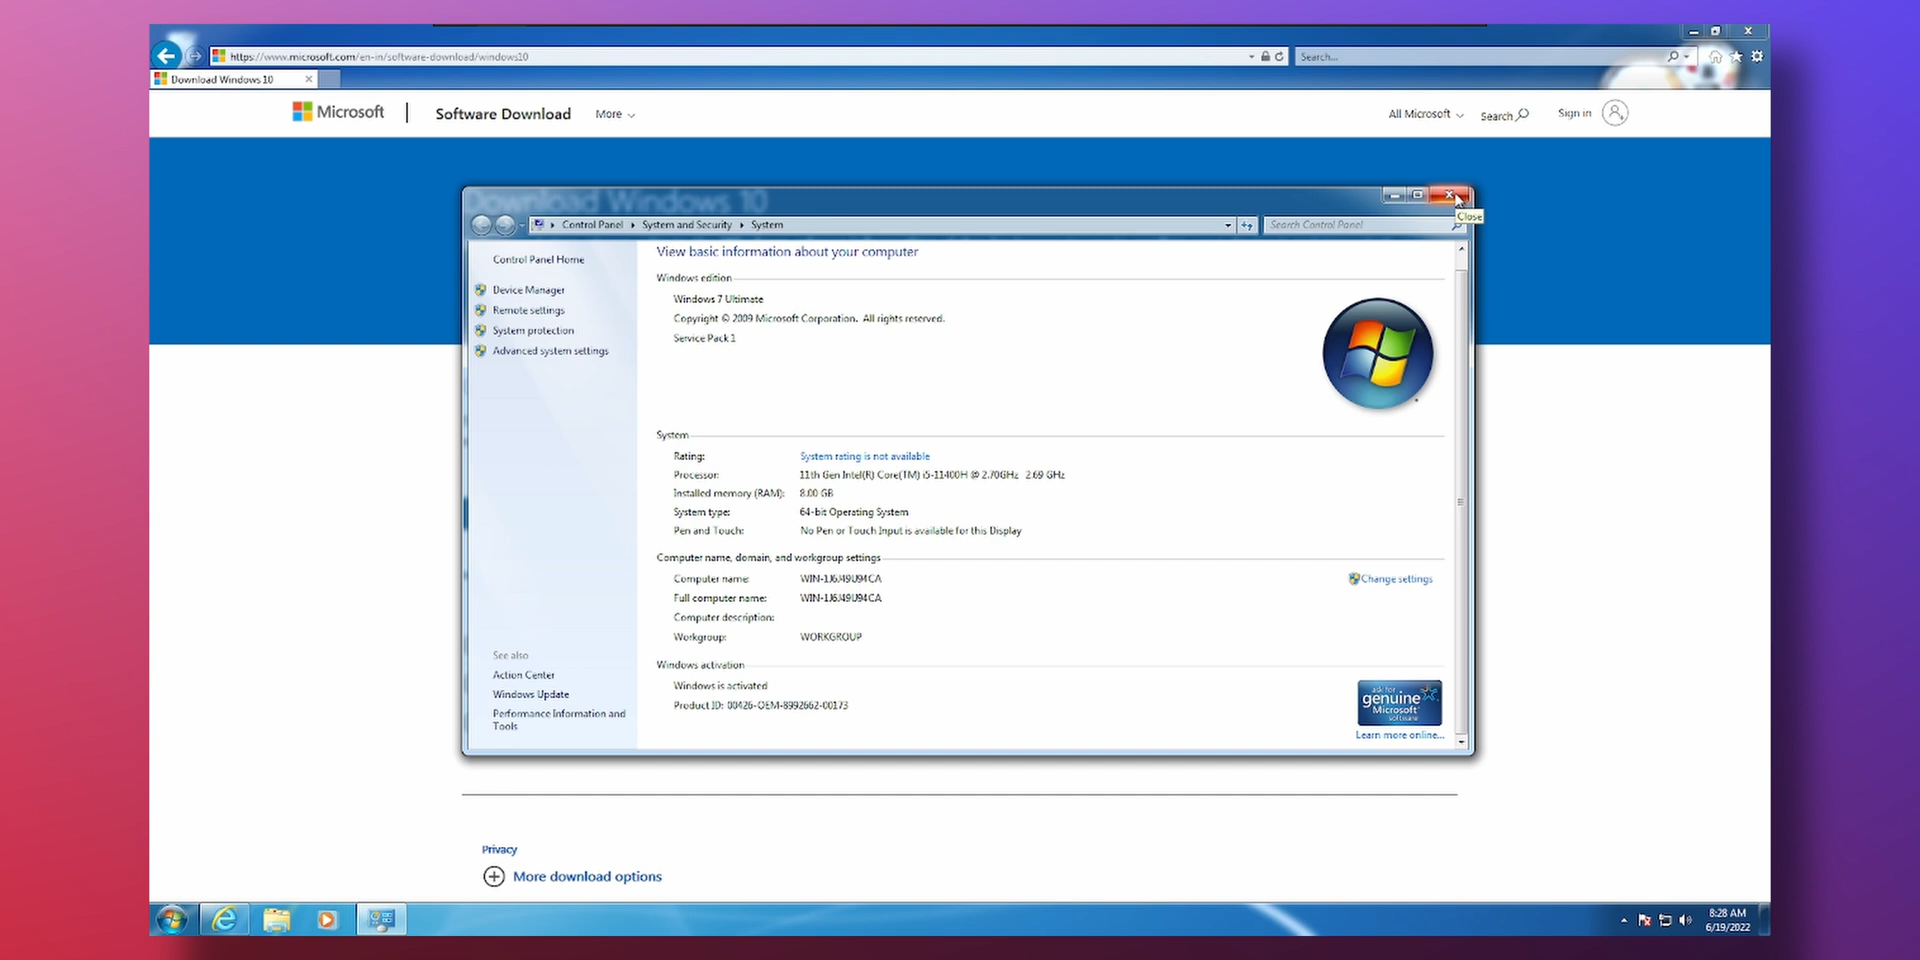 https://www.microsoft.com/en-in/software-download/windows10
Search...
Download Windows 10
Microsoft
Software Download
More
All Microsoft
Search
Sign in
Download Windows 10
Close
Control Panel
System and Security
System
Search Control Panel
Control Panel Home
Device Manager
Remote settings
System protection
Advanced system settings
See also
Action Center
Windows Update
Performance Information and
Tools
View basic information about your computer
Windows edition
Windows 7 Ultimate
Copyright © 2009 Microsoft Corporation. All rights reserved.
Service Pack 1
System
Rating: System rating is not available
Processor: 11th Gen Intel(R) Core(TM) i5-11400H @ 2.70GHz 2.69 GHz
Installed memory (RAM): 8.00 GB
System type: 64-bit Operating System
Pen and Touch: No Pen or Touch Input is available for this Display
Computer name, domain, and workgroup settings
Computer name: WIN-1J6J49U94CA
Change settings
Full computer name: WIN-1J6J49U94CA
Computer description:
Workgroup: WORKGROUP
Windows activation
Windows is activated
Product ID: 00426-OEM-8992662-00173
ask for
genuine
Microsoft
software
Learn more online...
Privacy
More download options
8:28 AM
6/19/2022